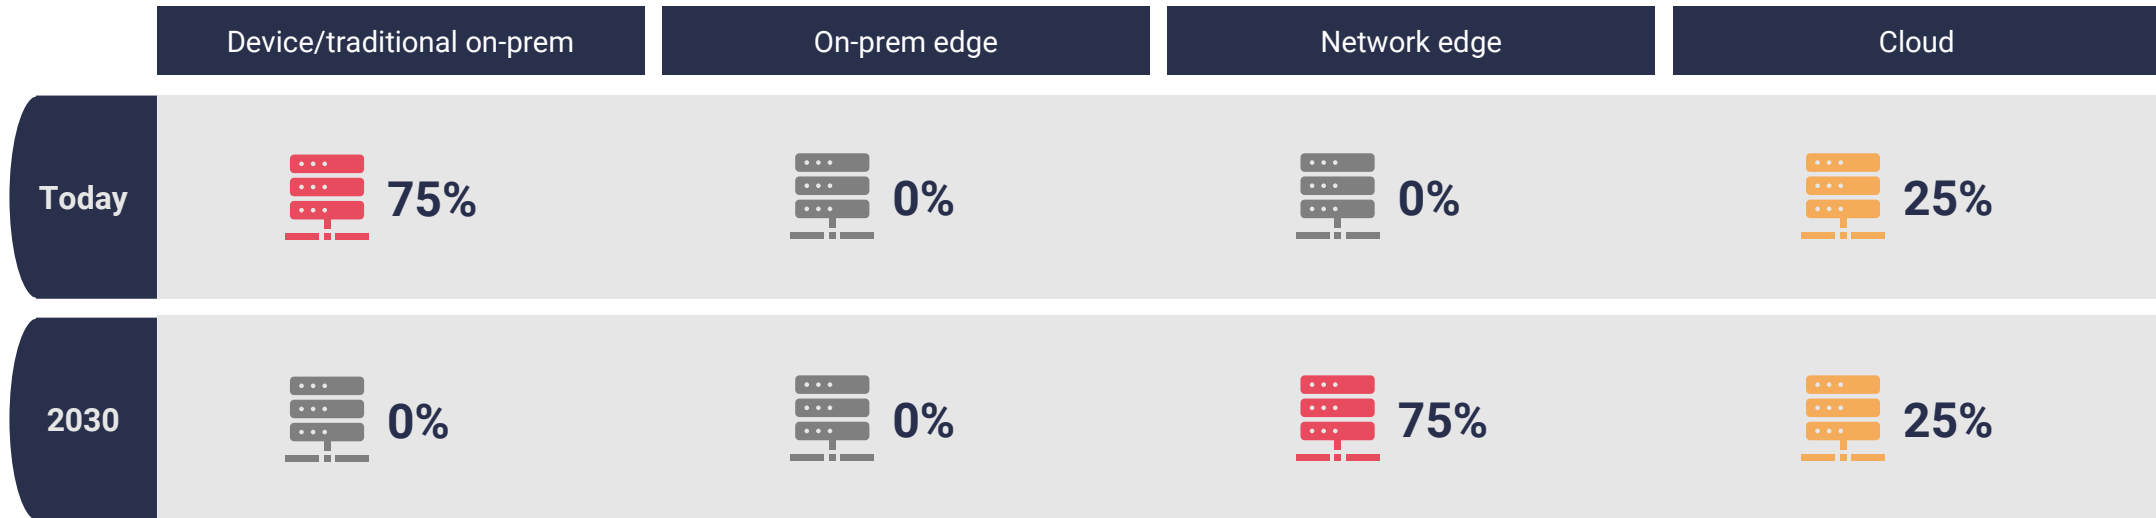 Device/traditional on-prem On-prem edge Network edge Cloud
Today 75% 0% 0% 25%
2030 0% 0% 75% 25%